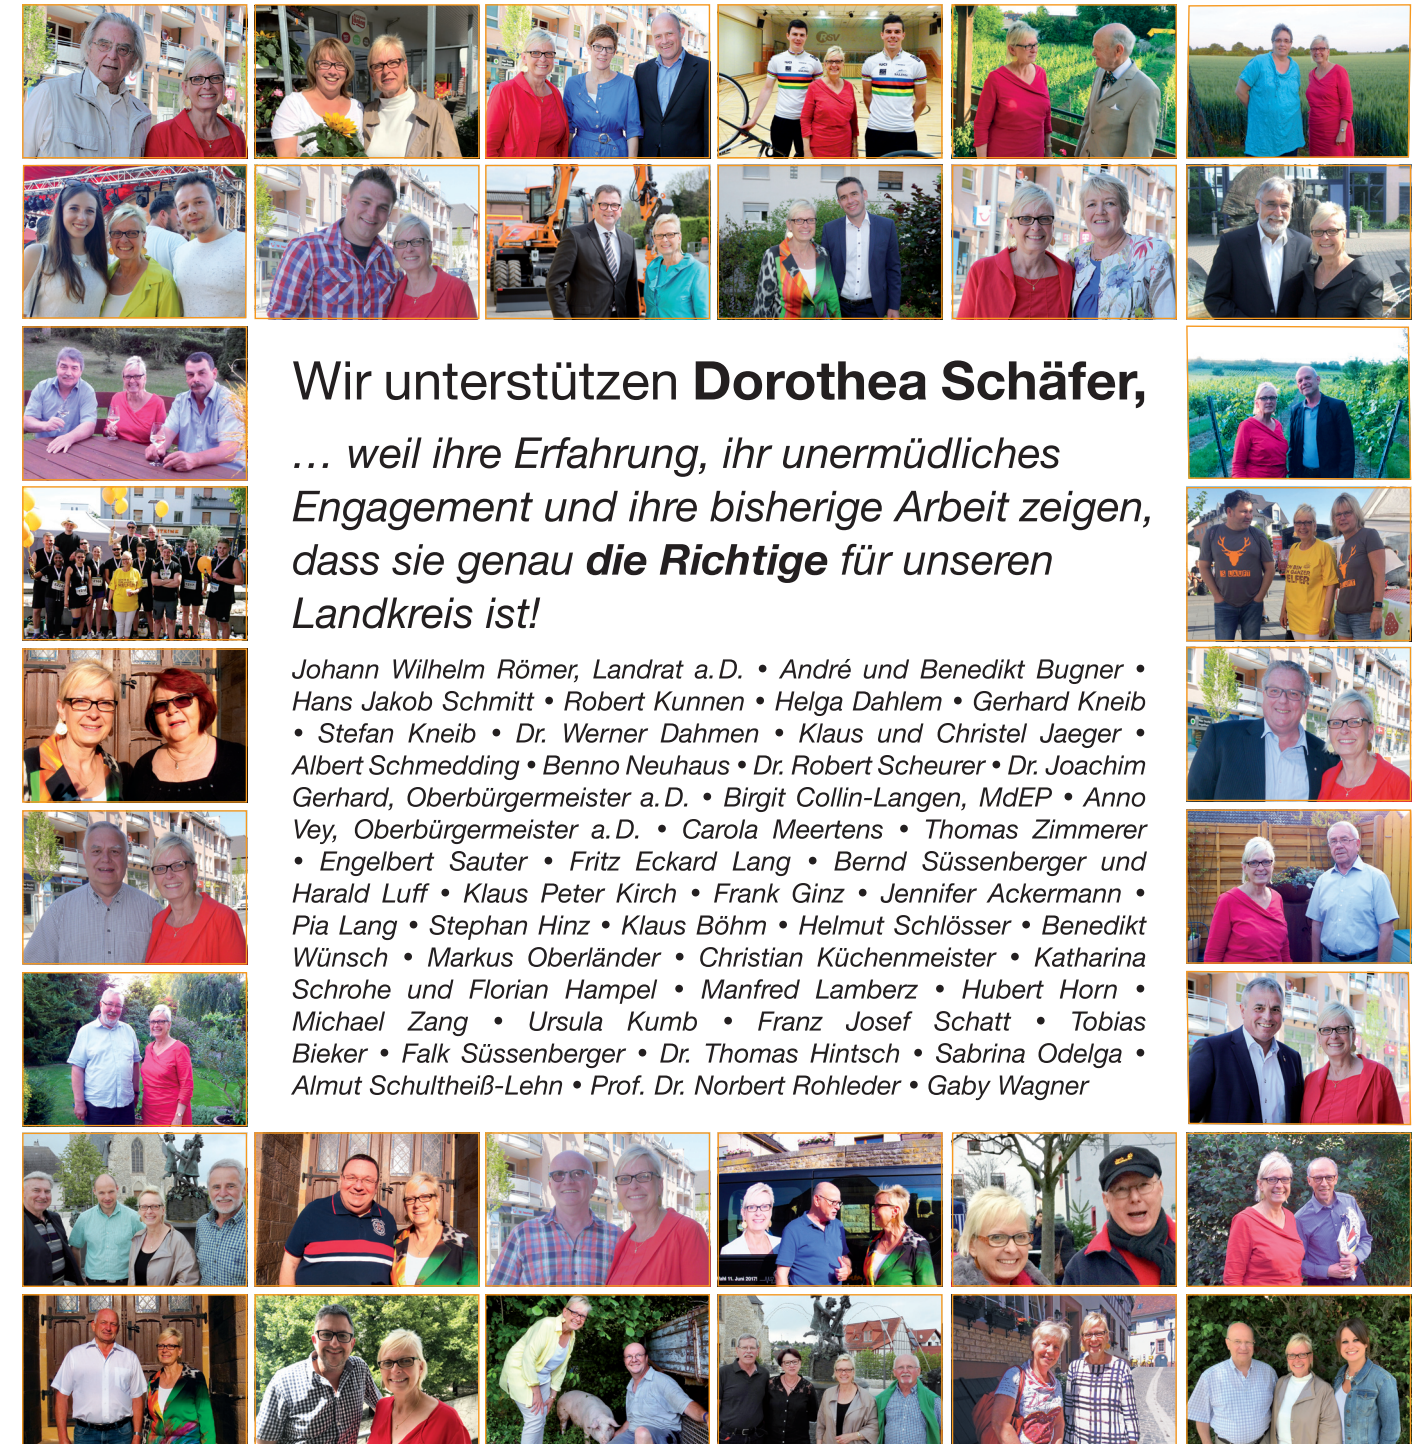 RSV
Wir unterstützen Dorothea Schäfer,
… weil ihre Erfahrung, ihr unermüdliches
Engagement und ihre bisherige Arbeit zeigen,
dass sie genau die Richtige für unseren
Landkreis ist!
Johann Wilhelm Römer, Landrat a. D. • André und Benedikt Bugner •
Hans Jakob Schmitt • Robert Kunnen • Helga Dahlem • Gerhard Kneib
• Stefan Kneib • Dr. Werner Dahmen • Klaus und Christel Jaeger •
Albert Schmedding • Benno Neuhaus • Dr. Robert Scheurer • Dr. Joachim
Gerhard, Oberbürgermeister a. D. • Birgit Collin-Langen, MdEP • Anno
Vey, Oberbürgermeister a. D. • Carola Meertens • Thomas Zimmerer
• Engelbert Sauter • Fritz Eckard Lang • Bernd Süssenberger und
Harald Luff • Klaus Peter Kirch • Frank Ginz • Jennifer Ackermann •
Pia Lang • Stephan Hinz • Klaus Böhm • Helmut Schlösser • Benedikt
Wünsch • Markus Oberländer • Christian Küchenmeister • Katharina
Schrohe und Florian Hampel • Manfred Lamberz • Hubert Horn •
Michael Zang • Ursula Kumb • Franz Josef Schatt • Tobias
Bieker • Falk Süssenberger • Dr. Thomas Hintsch • Sabrina Odelga •
Almut Schultheiß-Lehn • Prof. Dr. Norbert Rohleder • Gaby Wagner
11. Juni 2017!